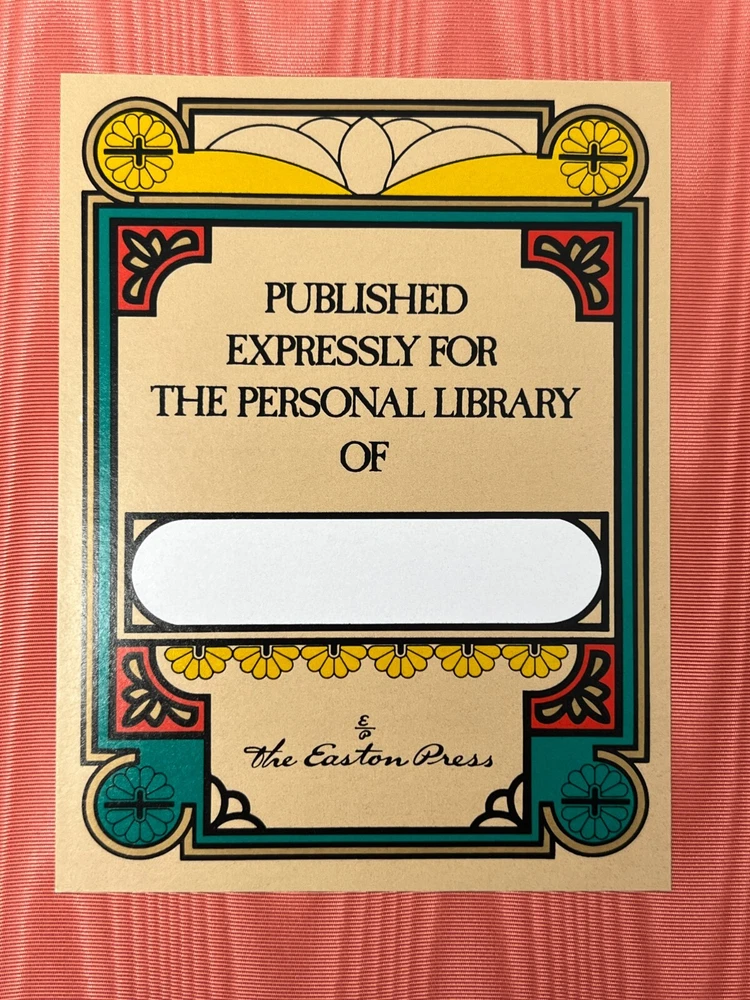 PUBLISHED
EXPRESSLY FOR
THE PERSONAL LIBRARY
OF
E/P
The Easton Press